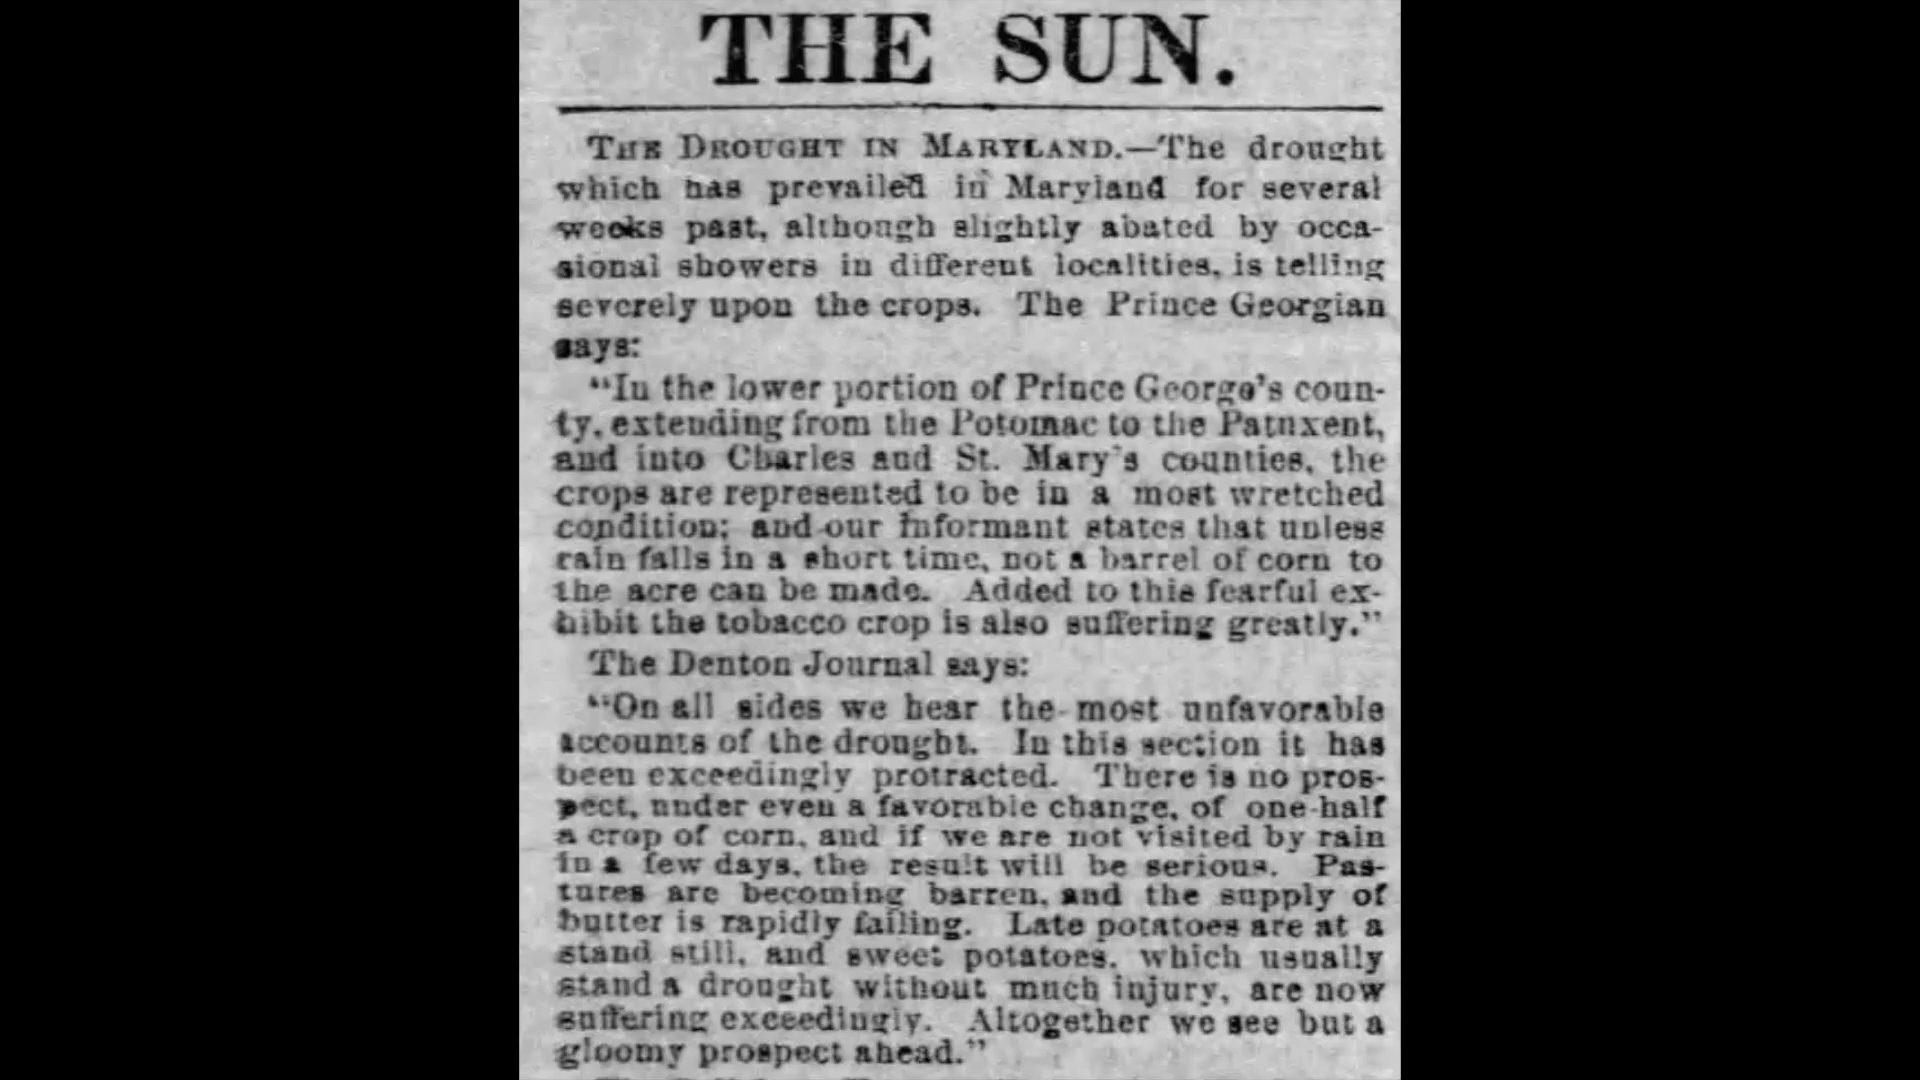 THE SUN.
THE DROUGHT IN MARYLAND.—The drought
which has prevailed in Maryland for several
weeks past, although slightly abated by occa-
sional showers in different localities, is telling
severely upon the crops. The Prince Georgian
says:
“In the lower portion of Prince George's coun-
ty, extending from the Potomac to the Patuxent,
and into Charles and St. Mary's counties, the
crops are represented to be in a most wretched
condition; and our informant states that unless
rain falls in a short time, not a barrel of corn to
the acre can be made. Added to this fearful ex-
hibit the tobacco crop is also suffering greatly.”
The Denton Journal says:
“On all sides we hear the most unfavorable
accounts of the drought. In this section it has
been exceedingly protracted. There is no pros-
pect, under even a favorable change, of one-half
a crop of corn, and if we are not visited by rain
in a few days, the result will be serious. Pas-
tures are becoming barren, and the supply of
butter is rapidly failing. Late potatoes are at a
stand still, and sweet potatoes, which usually
stand a drought without much injury, are now
suffering exceedingly. Altogether we see but a
gloomy prospect ahead.”